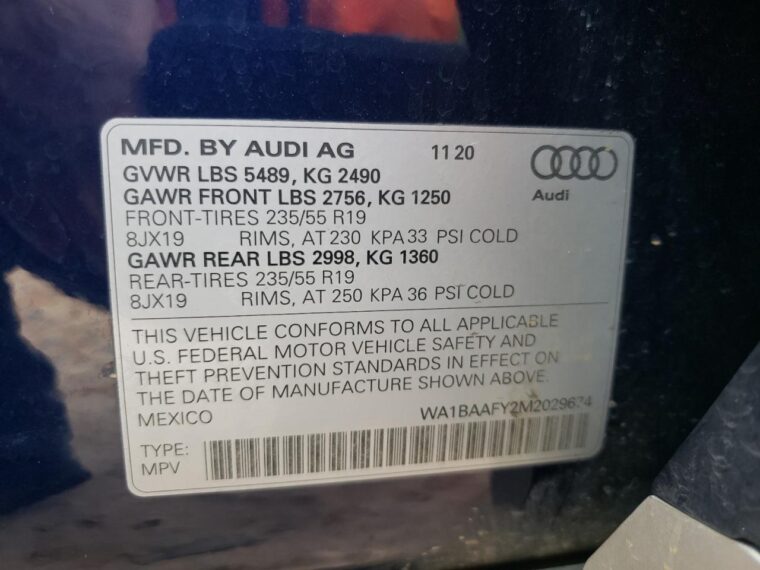 MFD. BY AUDI AG 11 20
GVWR LBS 5489, KG 2490
GAWR FRONT LBS 2756, KG 1250
Audi
FRONT-TIRES 235/55 R19
8JX19 RIMS, AT 230 KPA 33 PSI COLD
GAWR REAR LBS 2998, KG 1360
REAR-TIRES 235/55 R19
8JX19 RIMS, AT 250 KPA 36 PSI COLD
THIS VEHICLE CONFORMS TO ALL APPLICABLE
U.S. FEDERAL MOTOR VEHICLE SAFETY AND
THEFT PREVENTION STANDARDS IN EFFECT ON
THE DATE OF MANUFACTURE SHOWN ABOVE.
MEXICO WA1BAAFY2M2029634
TYPE:
MPV